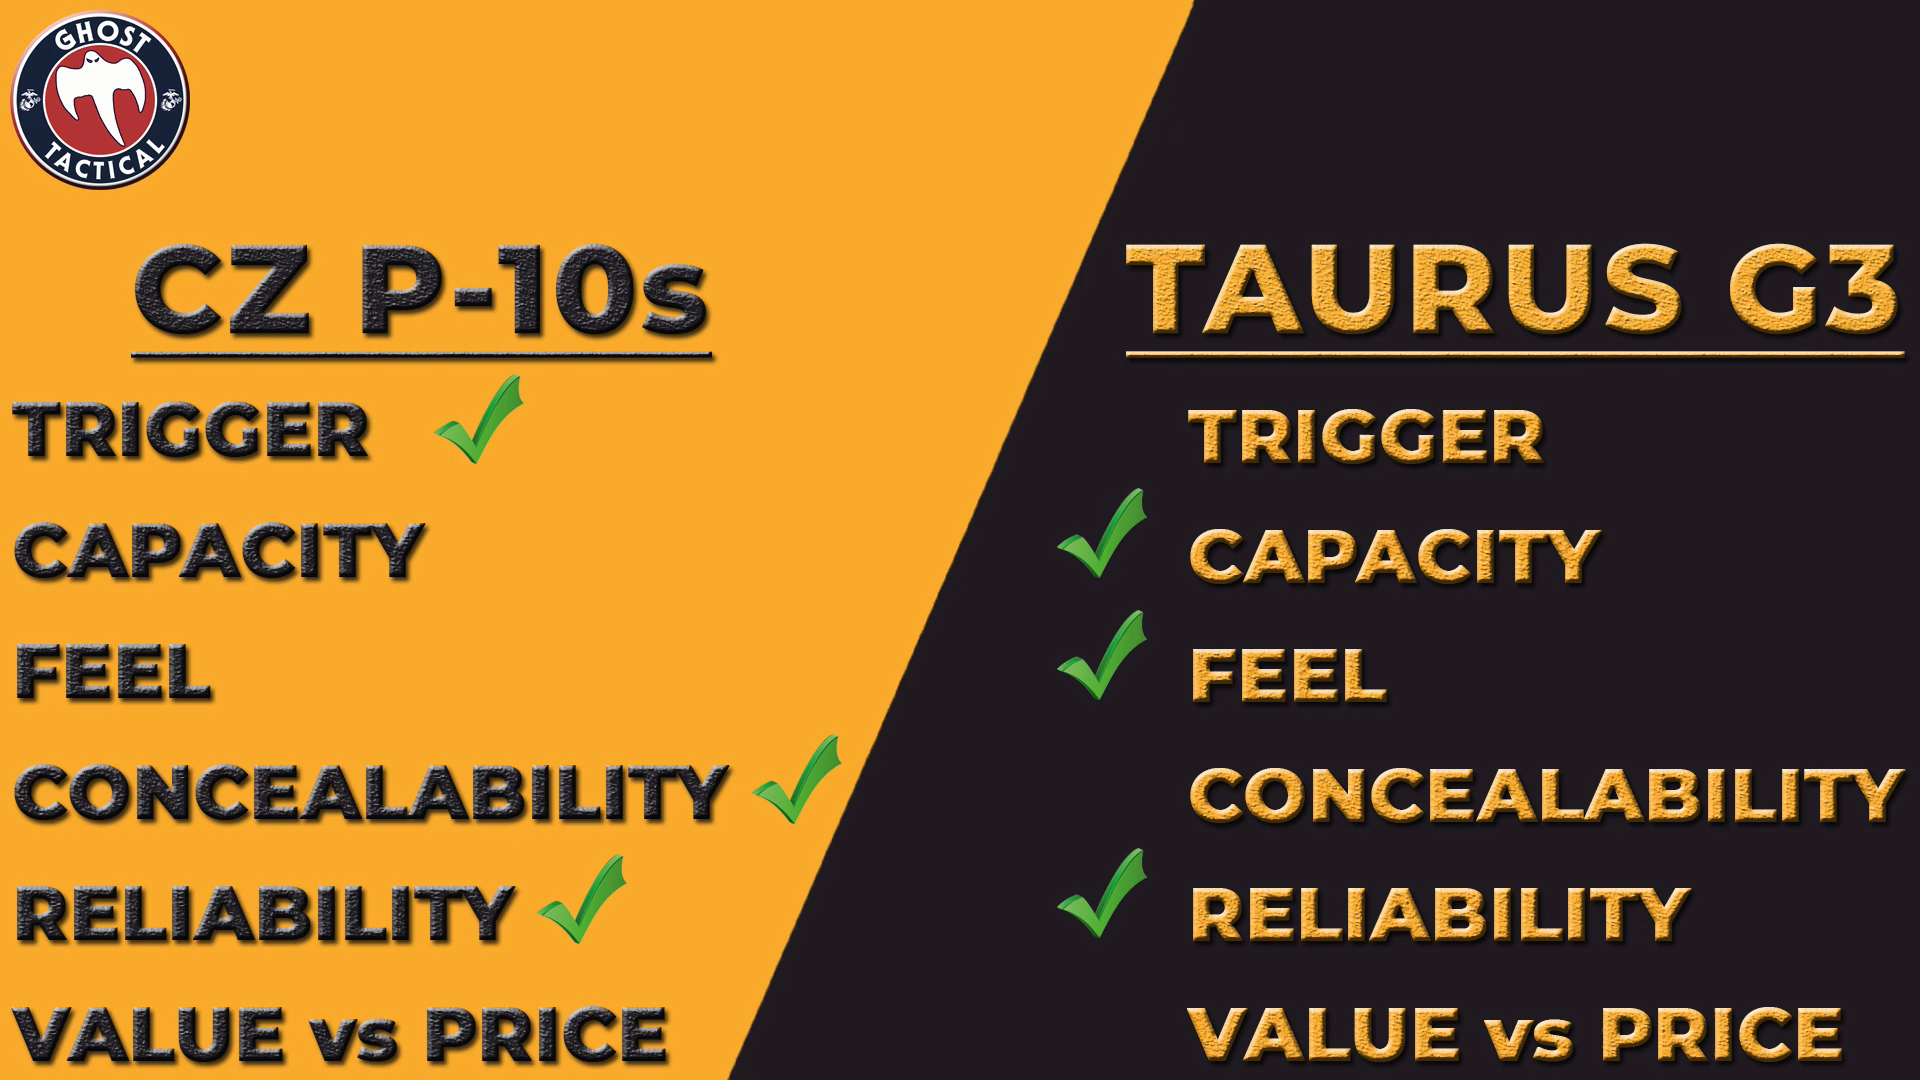 GHOST
TACTICAL
CZ P-10s
TRIGGER
CAPACITY
FEEL
CONCEALABILITY
RELIABILITY
VALUE vs PRICE
TAURUS G3
TRIGGER
CAPACITY
FEEL
CONCEALABILITY
RELIABILITY
VALUE vs PRICE